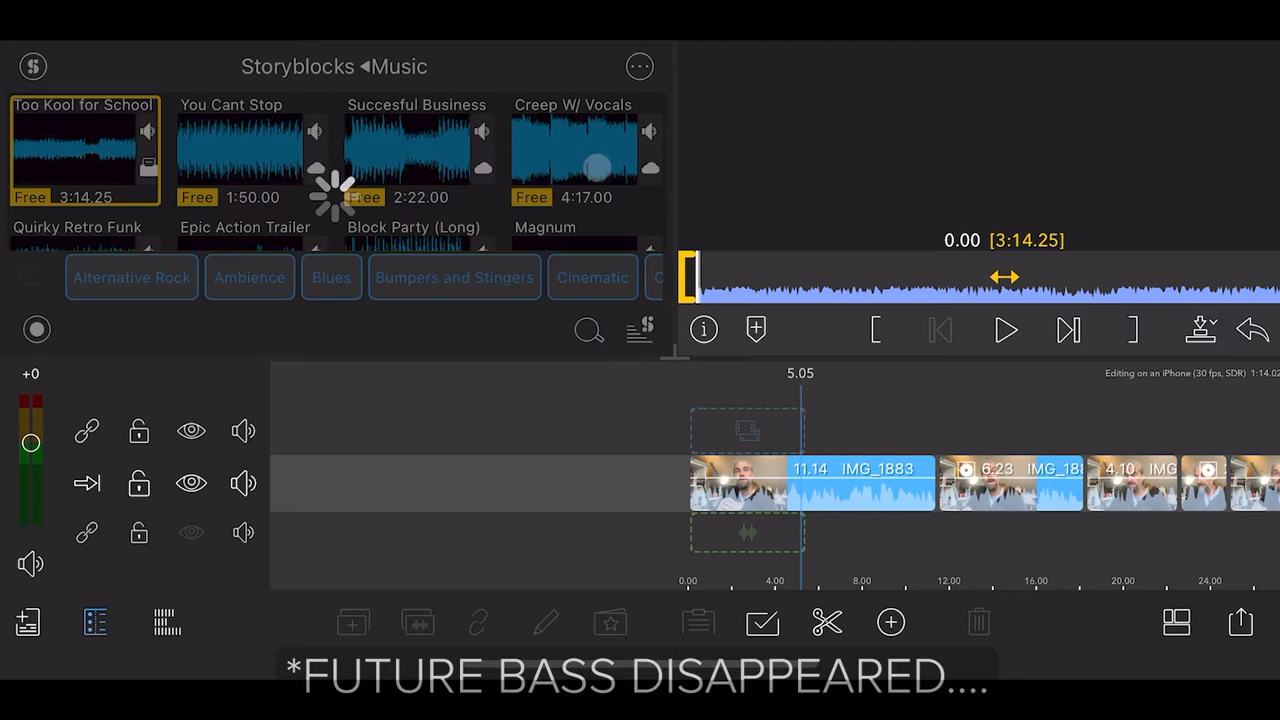 Storyblocks ◀Music
Too Kool for School
You Cant Stop
Succesful Business
Creep W/ Vocals
Free 3:14.25
Free 1:50.00
Free 2:22.00
Free 4:17.00
Quirky Retro Funk
Epic Action Trailer
Block Party (Long)
Magnum
Alternative Rock
Ambience
Blues
Bumpers and Stingers
Cinematic
0.00 [3:14.25]
+0
5.05
Editing on an iPhone (30 fps, SDR) 1:14.02
11.14 IMG_1883
6.23 IMG_188
4.10 IMG
0.00 4.00 8.00 12.00 16.00 20.00 24.00
*FUTURE BASS DISAPPEARED....